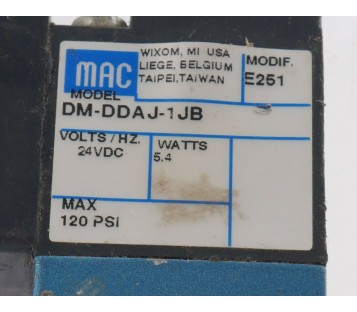 MAC
WIXOM, MI USA
LIEGE, BELGIUM
TAIPEI, TAIWAN
MODIF.
E251
MODEL
DM-DDAJ-1JB
VOLTS / HZ.
24VDC
WATTS
5.4
MAX
120 PSI